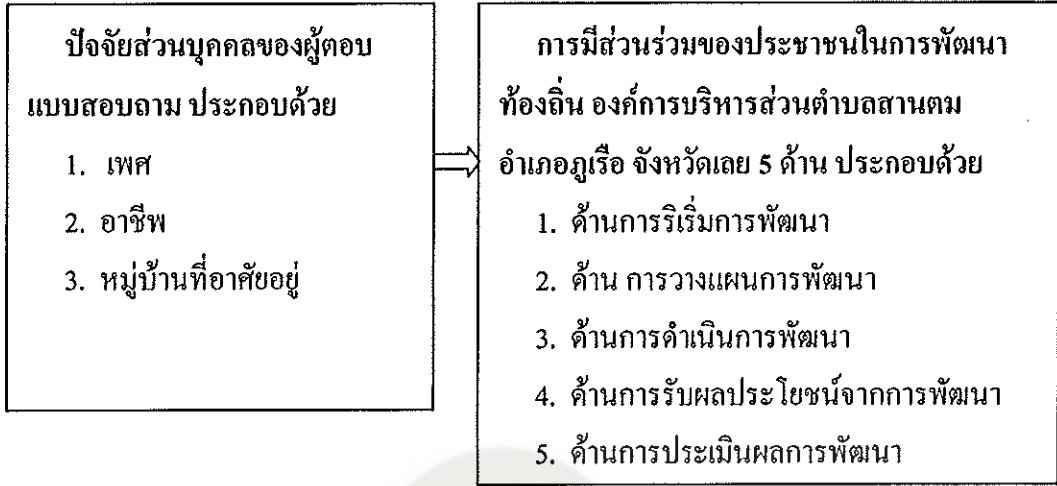 ปัจจัยส่วนบุคคลของผู้ตอบ
แบบสอบถาม ประกอบด้วย
1. เพศ
2. อาชีพ
3. หมู่บ้านที่อาศัยอยู่
การมีส่วนร่วมของประชาชนในการพัฒนา
ท้องถิ่น องค์การบริหารส่วนตำบลสานตม
อำเภอภูเรือ จังหวัดเลย 5 ด้าน ประกอบด้วย
1. ด้านการริเริ่มการพัฒนา
2. ด้าน การวางแผนการพัฒนา
3. ด้านการดำเนินการพัฒนา
4. ด้านการรับผลประโยชน์จากการพัฒนา
5. ด้านการประเมินผลการพัฒนา